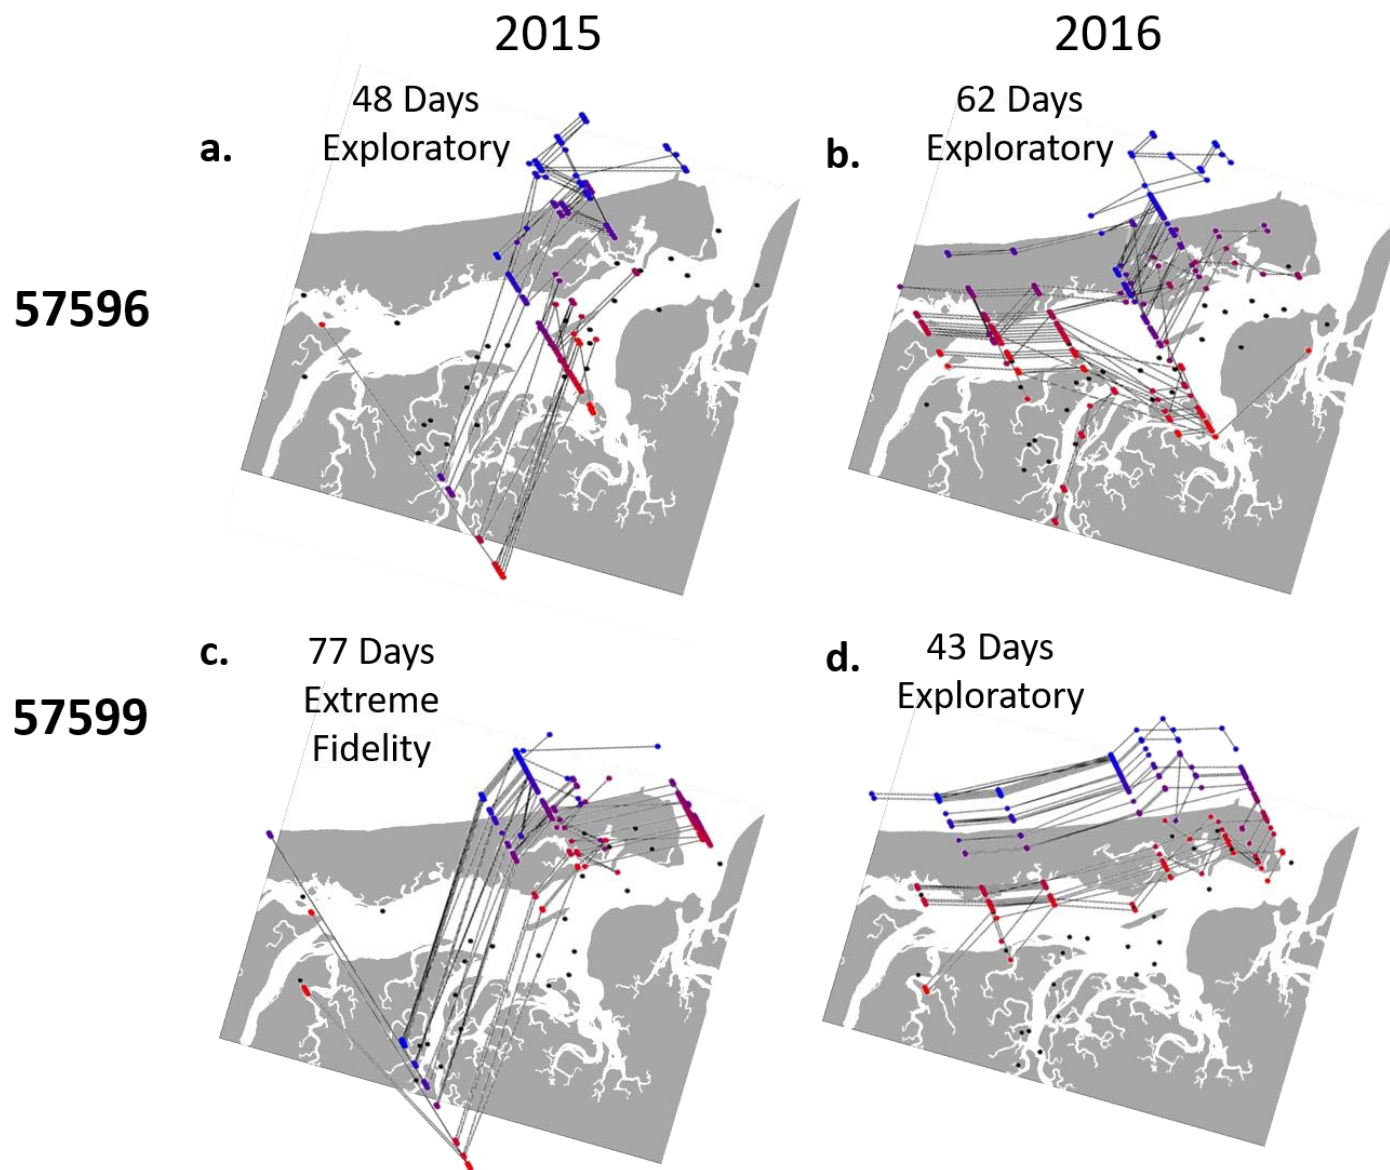 2015
2016
57596
a.
48 Days
Exploratory
b.
62 Days
Exploratory
57599
c.
77 Days
Extreme
Fidelity
d.
43 Days
Exploratory